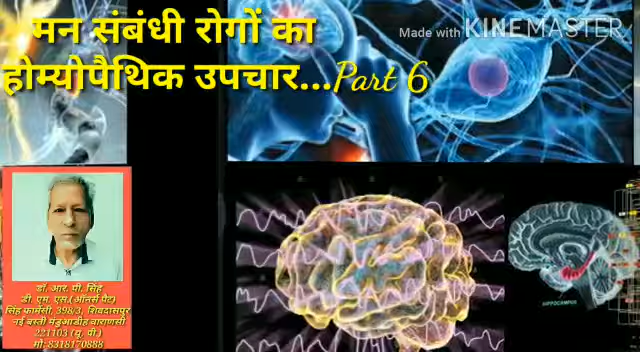 मन संबंधी रोगों का
होम्योपैथिक उपचार...Part 6
Made with KINEMASTER
डॉ. आर. पी. सिंह
डी. एम. एस.(ऑनर्स पैट)
सिंह फार्मेसी, 398/3, शिवदासपुर
नई बस्ती मंडुआडीह वाराणसी
221103 (यू. पी.)
मो: 8318170888
HIPPOCAMPUS